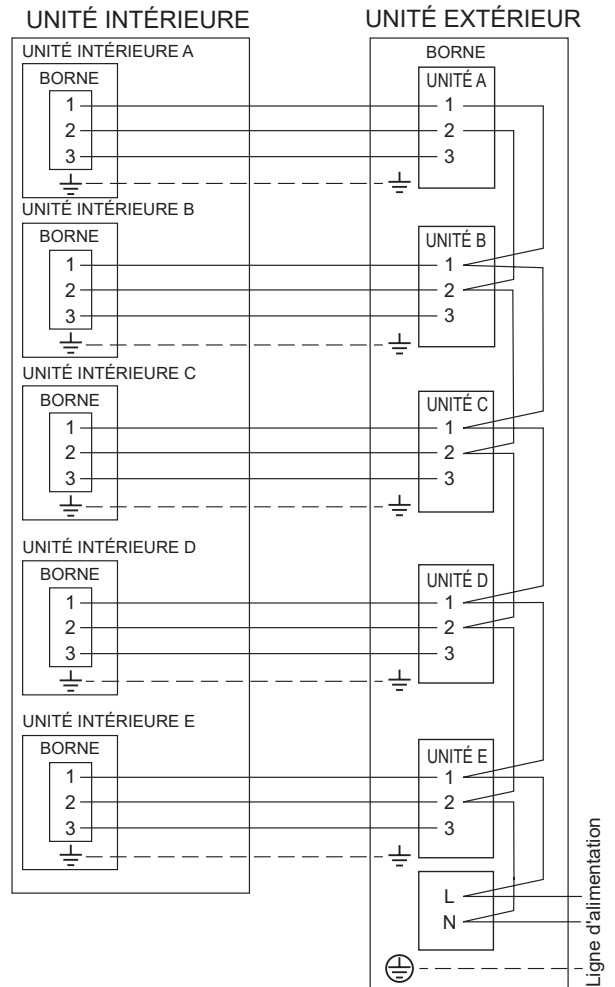 UNITÉ INTÉRIEURE
UNITÉ EXTÉRIEUR
UNITÉ INTÉRIEURE A
BORNE
1
2
3
BORNE
UNITÉ A
1
2
3
UNITÉ INTÉRIEURE B
BORNE
1
2
3
UNITÉ B
1
2
3
UNITÉ INTÉRIEURE C
BORNE
1
2
3
UNITÉ C
1
2
3
UNITÉ INTÉRIEURE D
BORNE
1
2
3
UNITÉ D
1
2
3
UNITÉ INTÉRIEURE E
BORNE
1
2
3
UNITÉ E
1
2
3
L
N
Ligne d'alimentation